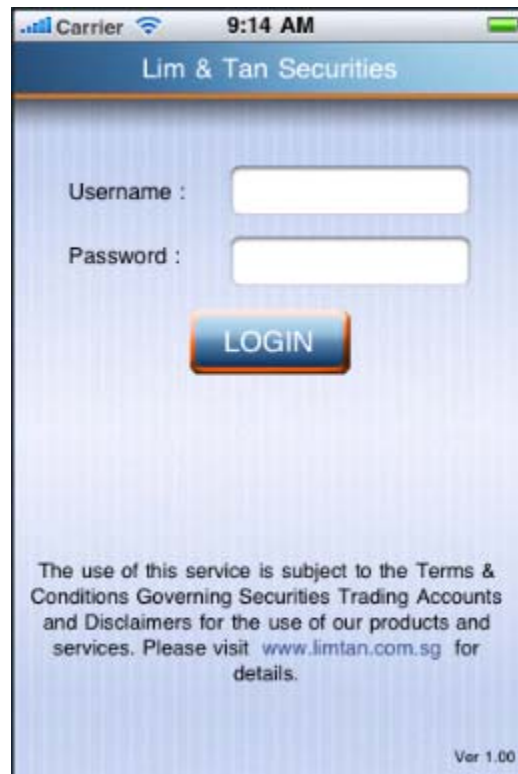 Carrier 9:14 AM
Lim & Tan Securities
Username :
Password :
LOGIN
The use of this service is subject to the Terms &
Conditions Governing Securities Trading Accounts
and Disclaimers for the use of our products and
services. Please visit www.limtan.com.sg for
details.
Ver 1.00